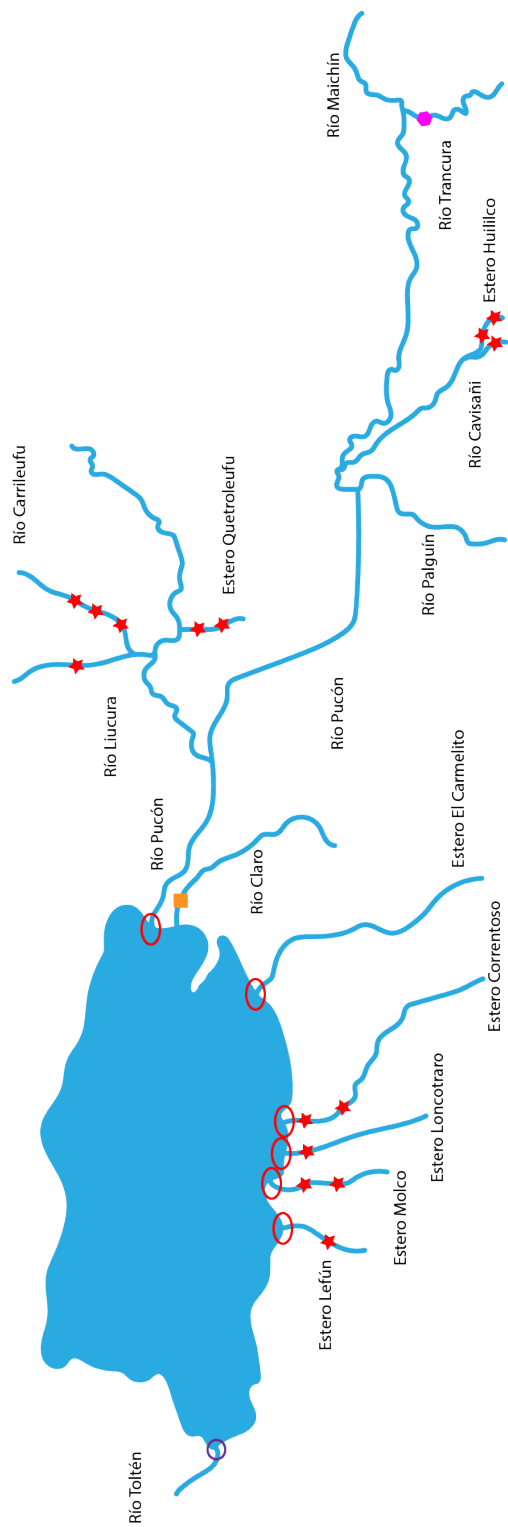 Río Maichín
Río Trancura
Estero Huililco
Río Cavisañi
Río Carrileufu
Estero Quetroleufu
Río Palguín
Río Liucura
Río Pucón
Río Pucón
Río Claro
Estero El Carmelito
Estero Correntoso
Estero Loncotraro
Estero Molco
Estero Lefún
Río Toltén